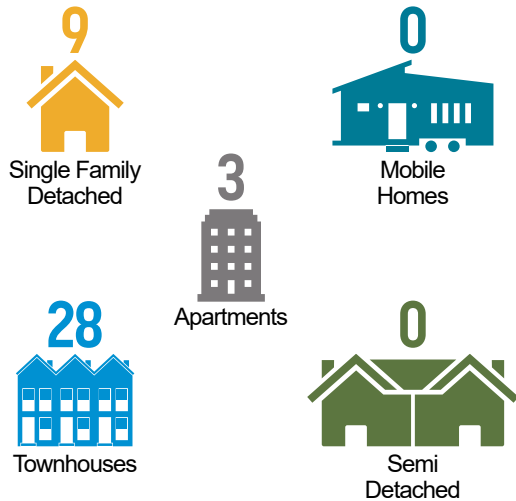 9
Single Family
Detached
0
Mobile
Homes
3
Apartments
28
Townhouses
0
Semi
Detached